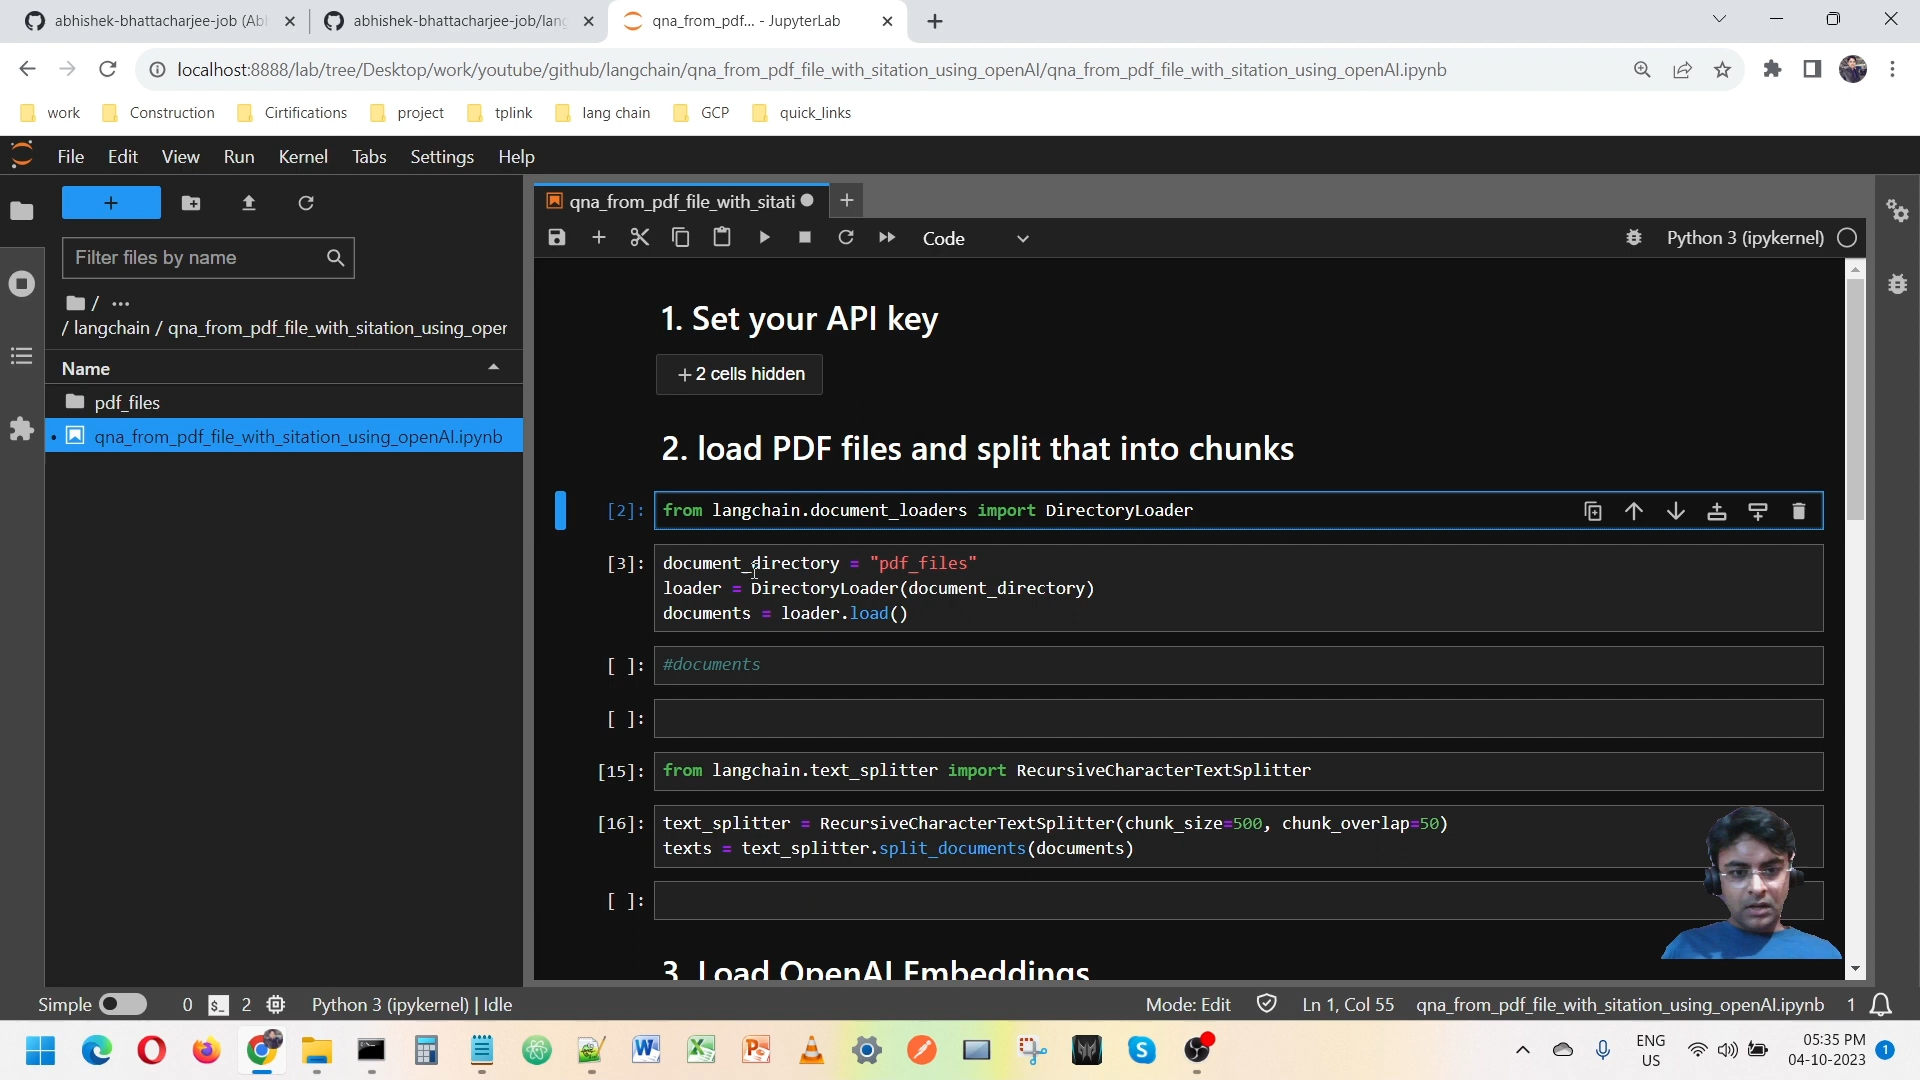 abhishek-bhattacharjee-job (Abl
abhishek-bhattacharjee-job/lang
qna_from_pdf... - JupyterLab
localhost:8888/lab/tree/Desktop/work/youtube/github/langchain/qna_from_pdf_file_with_sitation_using_openAI/qna_from_pdf_file_with_sitation_using_openAI.ipynb
work
Construction
Cirtifications
project
tplink
lang chain
GCP
quick_links
File Edit View Run Kernel Tabs Settings Help
qna_from_pdf_file_with_sitati
Code
Python 3 (ipykernel)
Filter files by name
/ ...
/ langchain / qna_from_pdf_file_with_sitation_using_oper
Name
pdf_files
qna_from_pdf_file_with_sitation_using_openAI.ipynb
1. Set your API key
+2 cells hidden
2. load PDF files and split that into chunks
[2]: from langchain.document_loaders import DirectoryLoader
[3]: document_directory = "pdf_files"
loader = DirectoryLoader(document_directory)
documents = loader.load()
[ ]: #documents
[ ]:
[15]: from langchain.text_splitter import RecursiveCharacterTextSplitter
[16]: text_splitter = RecursiveCharacterTextSplitter(chunk_size=500, chunk_overlap=50)
texts = text_splitter.split_documents(documents)
[ ]:
3. Load OpenAI Embeddings
Simple 0 2 Python 3 (ipykernel) | Idle
Mode: Edit Ln 1, Col 55 qna_from_pdf_file_with_sitation_using_openAI.ipynb 1
ENG
US
05:35 PM
04-10-2023
1